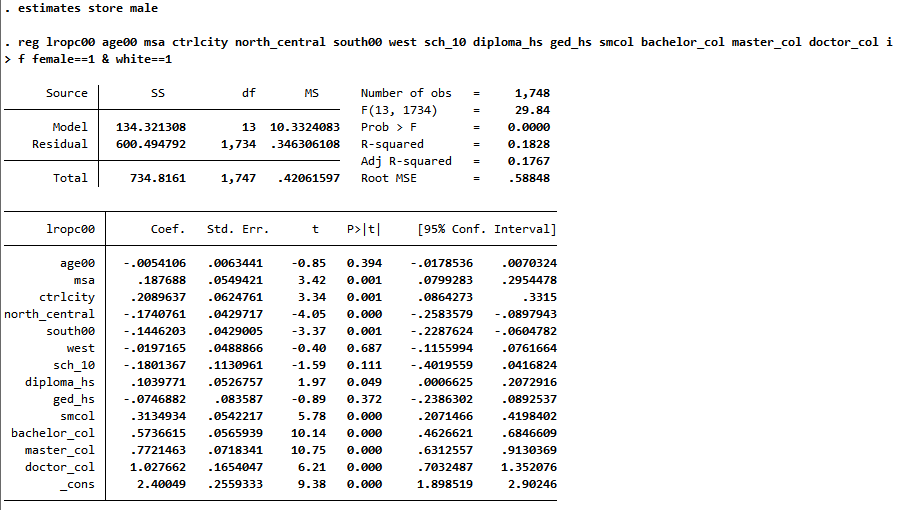 . estimates store male
. reg lropc00 age00 msa ctrlcity north_central south00 west sch_10 diploma_hs ged_hs smcol bachelor_col master_col doctor_col i
> f female==1 & white==1
Source SS df MS Number of obs = 1,748
F(13, 1734) = 29.84
Model 134.321308 13 10.3324083 Prob > F = 0.0000
Residual 600.494792 1,734 .346306108 R-squared = 0.1828
Adj R-squared = 0.1767
Total 734.8161 1,747 .42061597 Root MSE = .58848
lropc00 Coef. Std. Err. t P>|t| [95% Conf. Interval]
age00 -.0054106 .0063441 -0.85 0.394 -.0178536 .0070324
msa .187688 .0549421 3.42 0.001 .0799283 .2954478
ctrlcity .2089637 .0624761 3.34 0.001 .0864273 .3315
north_central -.1740761 .0429717 -4.05 0.000 -.2583579 -.0897943
south00 -.1446203 .0429005 -3.37 0.001 -.2287624 -.0604782
west -.0197165 .0488866 -0.40 0.687 -.1155994 .0761664
sch_10 -.1801367 .1130961 -1.59 0.111 -.4019559 .0416824
diploma_hs .1039771 .0526757 1.97 0.049 .0006625 .2072916
ged_hs -.0746882 .083587 -0.89 0.372 -.2386302 .0892537
smcol .3134934 .0542217 5.78 0.000 .2071466 .4198402
bachelor_col .5736615 .0565939 10.14 0.000 .4626621 .6846609
master_col .7721463 .0718341 10.75 0.000 .6312557 .9130369
doctor_col 1.027662 .1654047 6.21 0.000 .7032487 1.352076
_cons 2.40049 .2559333 9.38 0.000 1.898519 2.90246